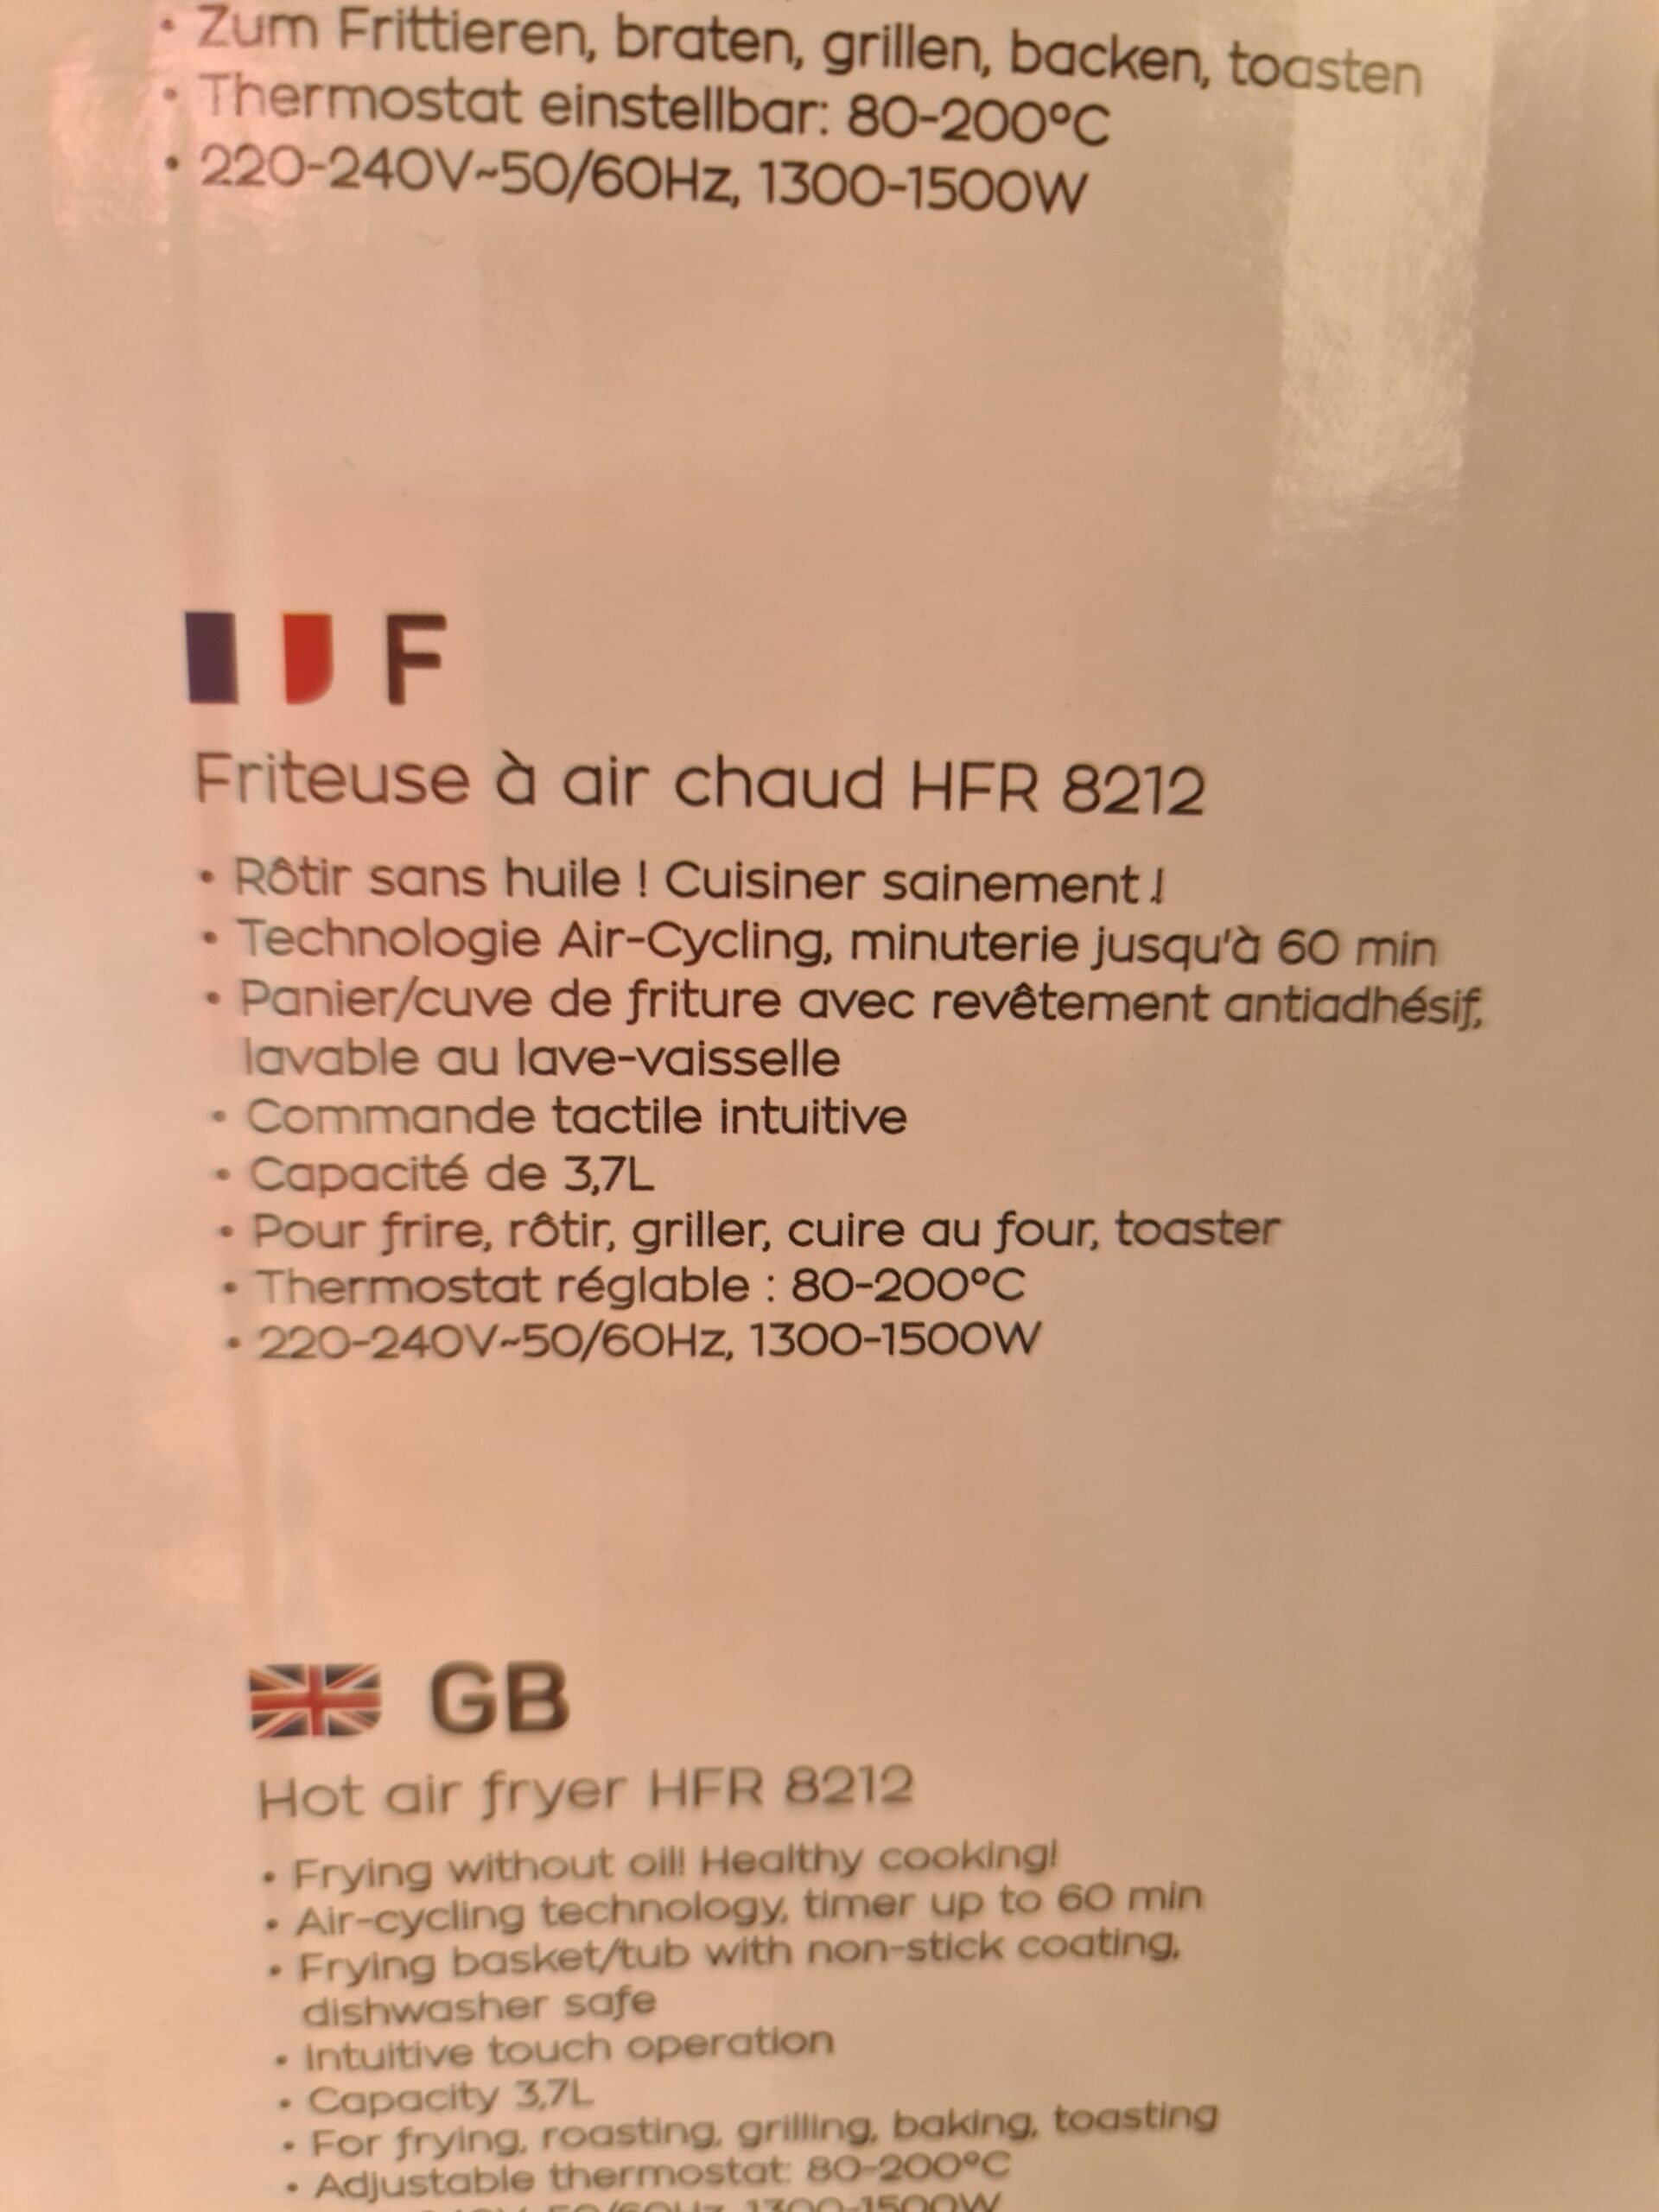 • Zum Frittieren, braten, grillen, backen, toasten
• Thermostat einstellbar: 80-200°C
• 220-240V~50/60Hz, 1300-1500W
F
Friteuse à air chaud HFR 8212
• Rôtir sans huile ! Cuisiner sainement !
• Technologie Air-Cycling, minuterie jusqu'à 60 min
• Panier/cuve de friture avec revêtement antiadhésif,
lavable au lave-vaisselle
• Commande tactile intuitive
• Capacité de 3,7L
• Pour frire, rôtir, griller, cuire au four, toaster
• Thermostat réglable : 80-200°C
• 220-240V~50/60Hz, 1300-1500W
GB
Hot air fryer HFR 8212
• Frying without oil! Healthy cooking!
• Air-cycling technology, timer up to 60 min
• Frying basket/tub with non-stick coating,
dishwasher safe
• Intuitive touch operation
• Capacity 3,7L
• For frying, roasting, grilling, baking, toasting
• Adjustable thermostat: 80-200°C
1300-1500W